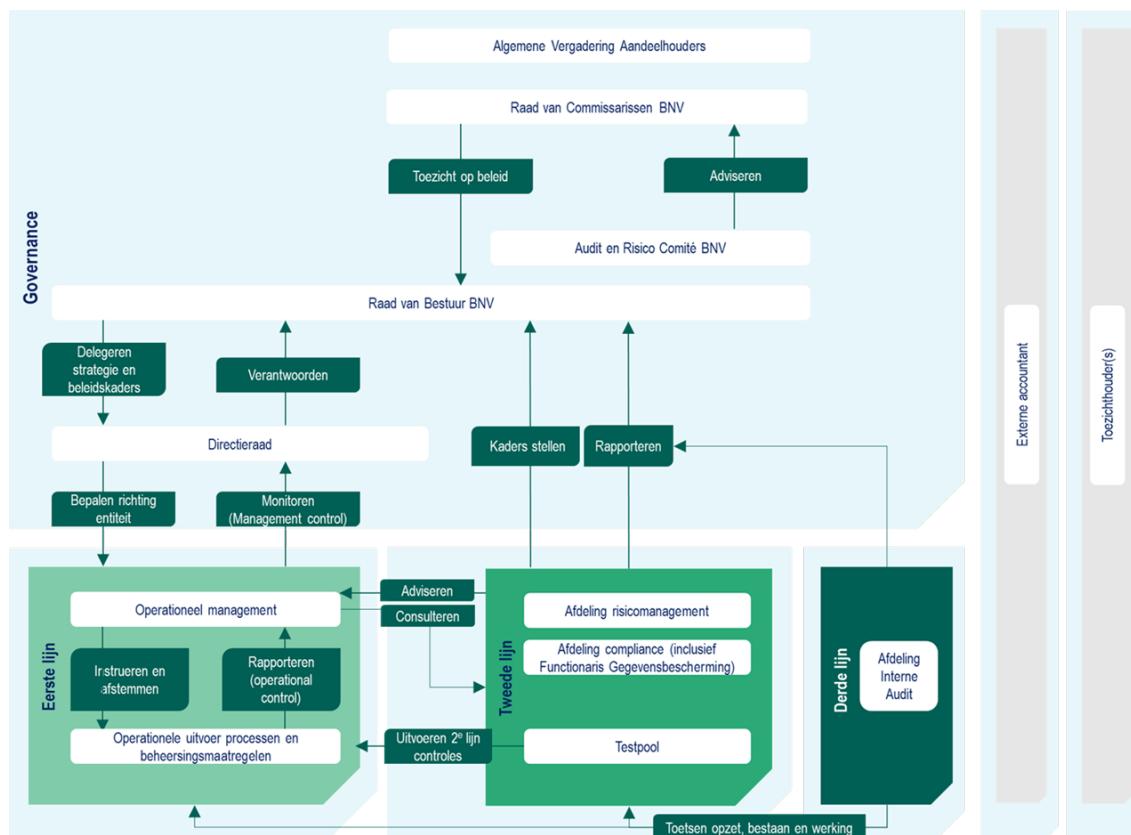 Algemene Vergadering Aandeelhouders
Raad van Commissarissen BNV
Toezicht op beleid
Adviseren
Audit en Risico Comité BNV
Governance
Raad van Bestuur BNV
Delegeren
strategie en
beleidskaders
Verantwoorden
Directieraad
Kaders stellen
Rapporteren
Bepalen richting
entiteit
Monitoren
(Management control)
Externe accountant
Toezichthouder(s)
Eerste lijn
Operationeel management
Instrueren en
afstemmen
Rapporteren
(operational
control)
Operationele uitvoer processen en
beheersingsmaatregelen
Adviseren
Consulteren
Uitvoeren 2e lijn
controles
Tweede lijn
Afdeling risicomanagement
Afdeling compliance (inclusief
Functionaris Gegevensbescherming)
Testpool
Derde lijn
Afdeling
Interne
Audit
Toetsen opzet, bestaan en werking